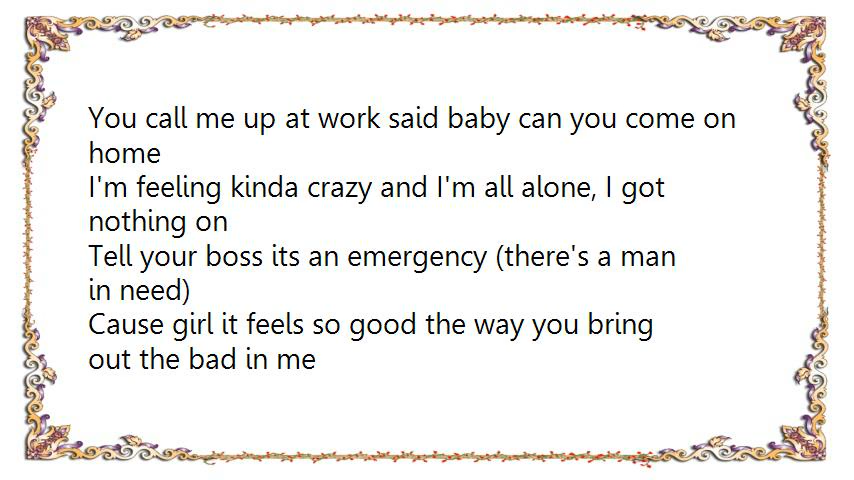 You call me up at work said baby can you come on
home
I'm feeling kinda crazy and I'm all alone, I got
nothing on
Tell your boss its an emergency (there's a man
in need)
Cause girl it feels so good the way you bring
out the bad in me